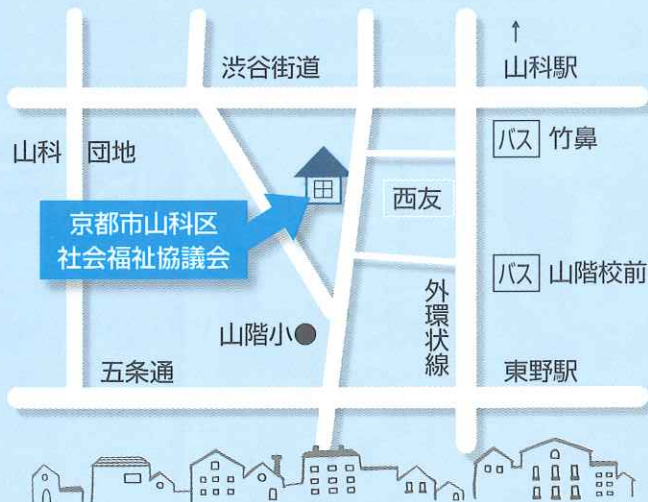 ↑
渋谷街道
山科駅
バス 竹鼻
山科 団地
西友
京都市山科区
社会福祉協議会
バス 山階校前
外環状線
山階小●
五条通
東野駅